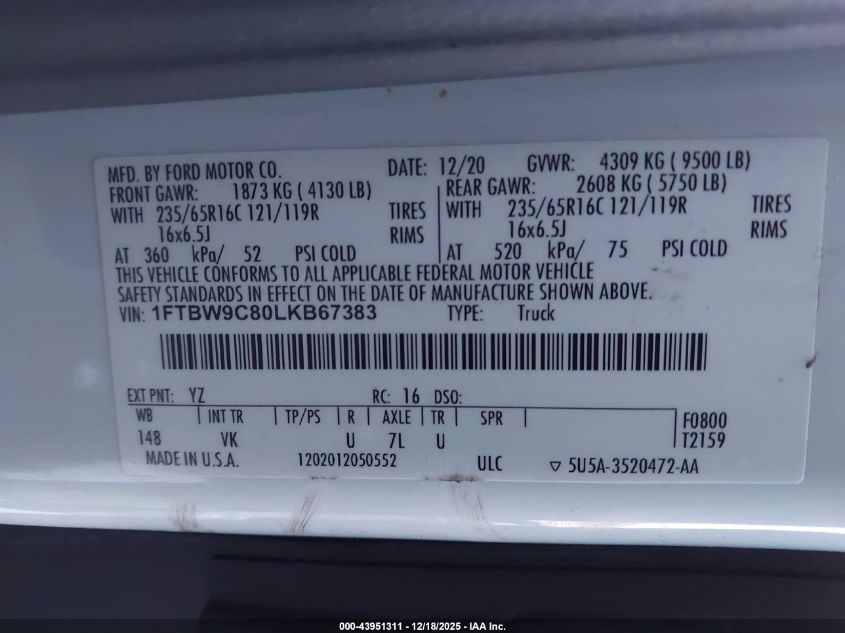 MFD. BY FORD MOTOR CO. DATE: 12/20 GVWR: 4309 KG ( 9500 LB)
FRONT GAWR: 1873 KG ( 4130 LB) REAR GAWR: 2608 KG ( 5750 LB)
WITH 235/65R16C 121/119R TIRES WITH 235/65R16C 121/119R TIRES
16x6.5J RIMS 16x6.5J RIMS
AT 360 kPa/ 52 PSI COLD AT 520 kPa/ 75 PSI COLD
THIS VEHICLE CONFORMS TO ALL APPLICABLE FEDERAL MOTOR VEHICLE
SAFETY STANDARDS IN EFFECT ON THE DATE OF MANUFACTURE SHOWN ABOVE.
VIN: 1FTBW9C80LKB67383 TYPE: Truck
EXT PNT: YZ RC: 16 DSO:
WB INT TR TP/PS R AXLE TR SPR F0800
148 VK U 7L U T2159
MADE IN U.S.A. 1202012050552 ULC ▽ 5U5A-3520472-AA
000-43951311 - 12/18/2025 - IAA Inc.